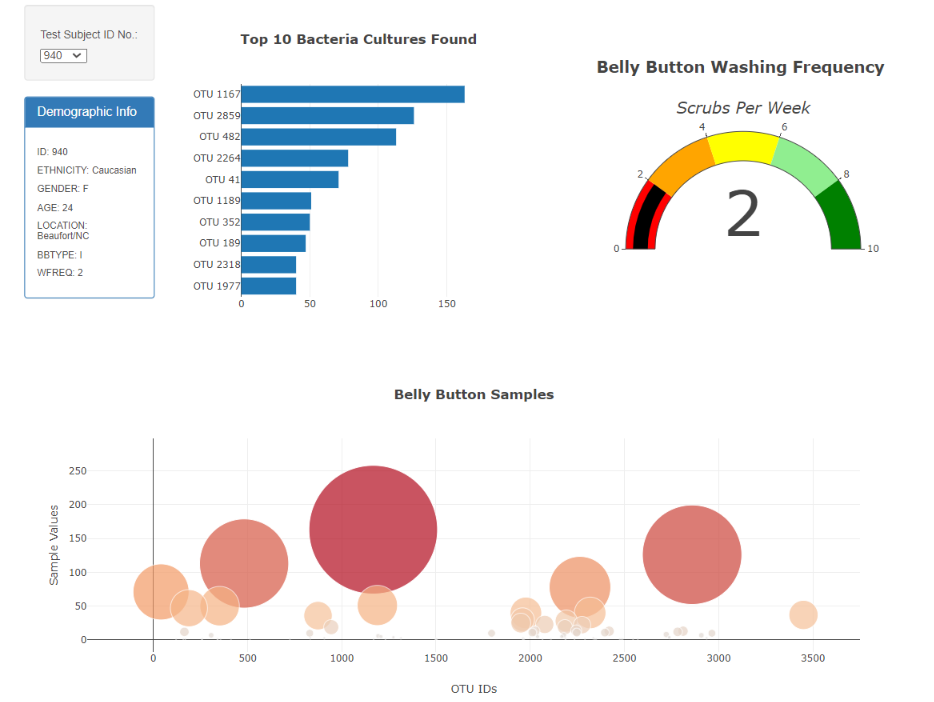 Test Subject ID No.:
940
Demographic Info
ID: 940
ETHNICITY: Caucasian
GENDER: F
AGE: 24
LOCATION:
Beaufort/NC
BBTYPE: I
WFREQ: 2
Top 10 Bacteria Cultures Found
OTU 1167
OTU 2859
OTU 482
OTU 2264
OTU 41
OTU 1189
OTU 352
OTU 189
OTU 2318
OTU 1977
0 50 100 150
Belly Button Washing Frequency
Scrubs Per Week
4 6
2 8
2
0 10
Belly Button Samples
Sample Values
250
200
150
100
50
0
0 500 1000 1500 2000 2500 3000 3500
OTU IDs